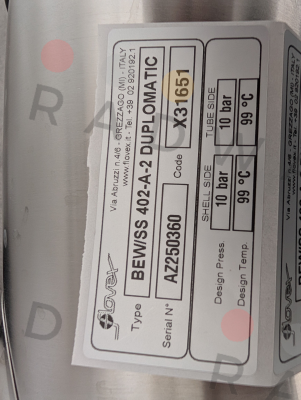 flovex
Via Abruzzi n.4/6 - GREZZAGO (MI) - ITALY
www.flovex.it - Tel. +39 02 920192.1
Type
BEW/SS 402-A-2 DUPLOMATIC
Serial N°
AZ250360
Code
X31651
SHELL SIDE
TUBE SIDE
Design Press.
10 bar
10 bar
Design Temp.
99 °C
99 °C